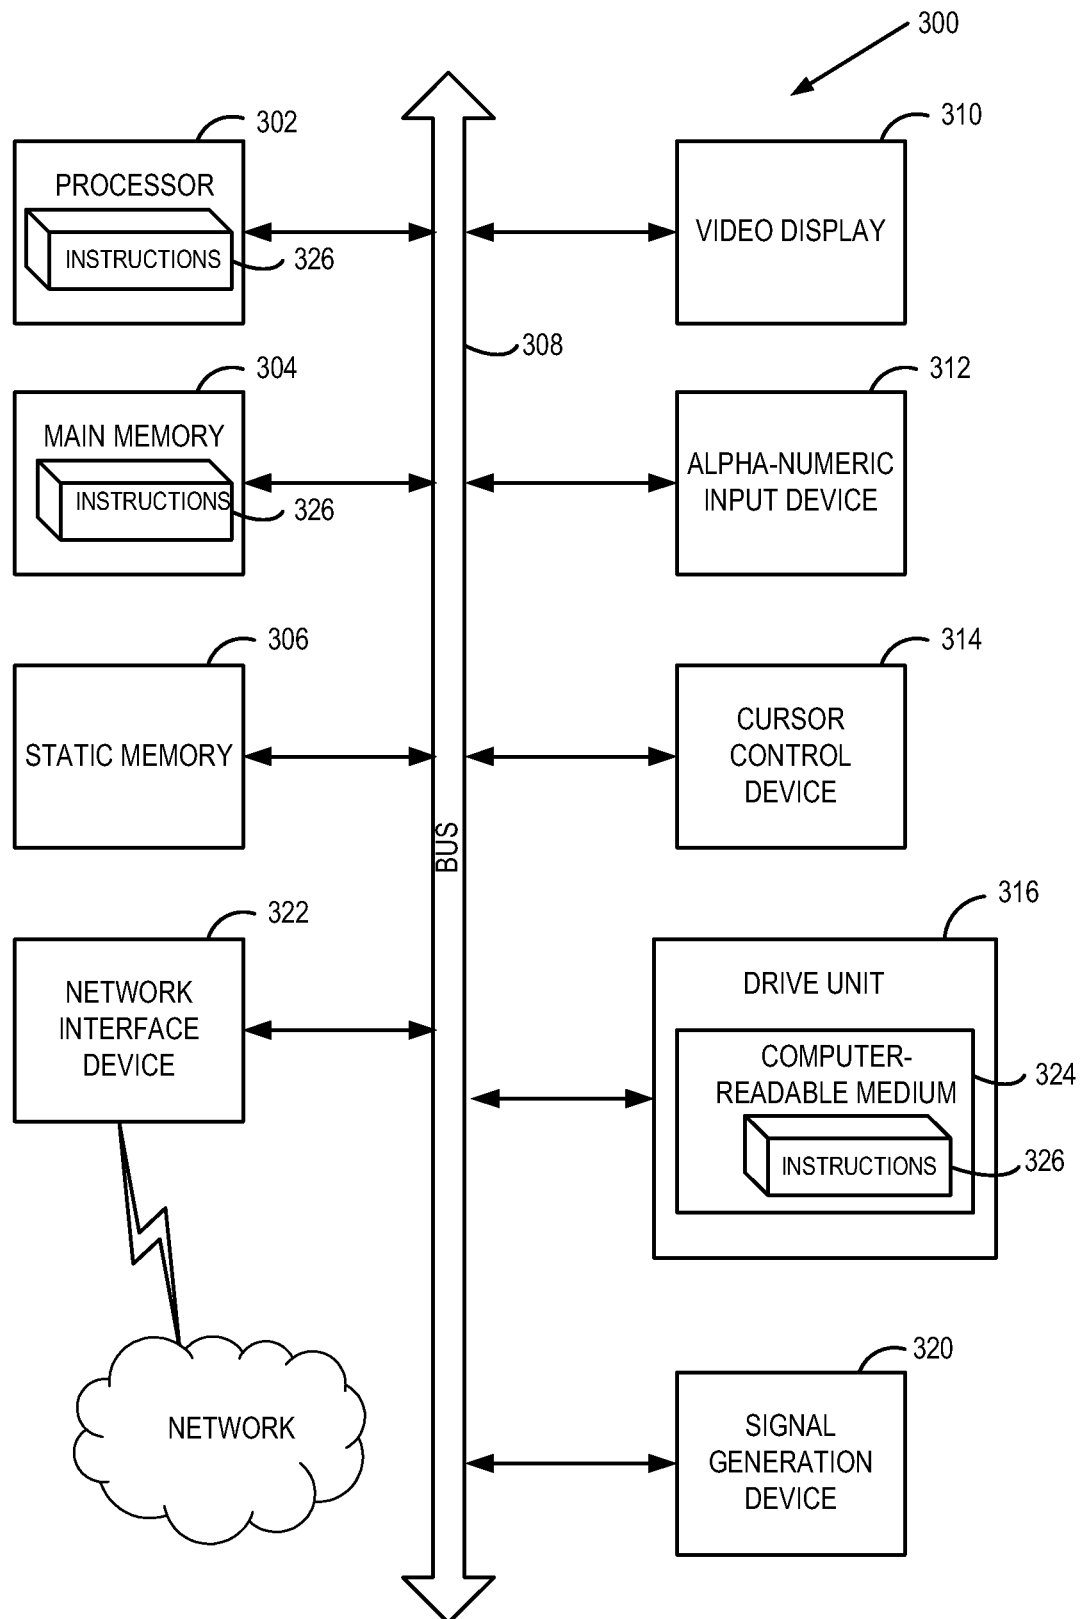 300
302
PROCESSOR
INSTRUCTIONS
326
310
VIDEO DISPLAY
308
304
MAIN MEMORY
INSTRUCTIONS
326
312
ALPHA-NUMERIC
INPUT DEVICE
306
STATIC MEMORY
314
CURSOR
CONTROL
DEVICE
BUS
322
NETWORK
INTERFACE
DEVICE
316
DRIVE UNIT
COMPUTER-
READABLE MEDIUM
324
INSTRUCTIONS
326
NETWORK
320
SIGNAL
GENERATION
DEVICE